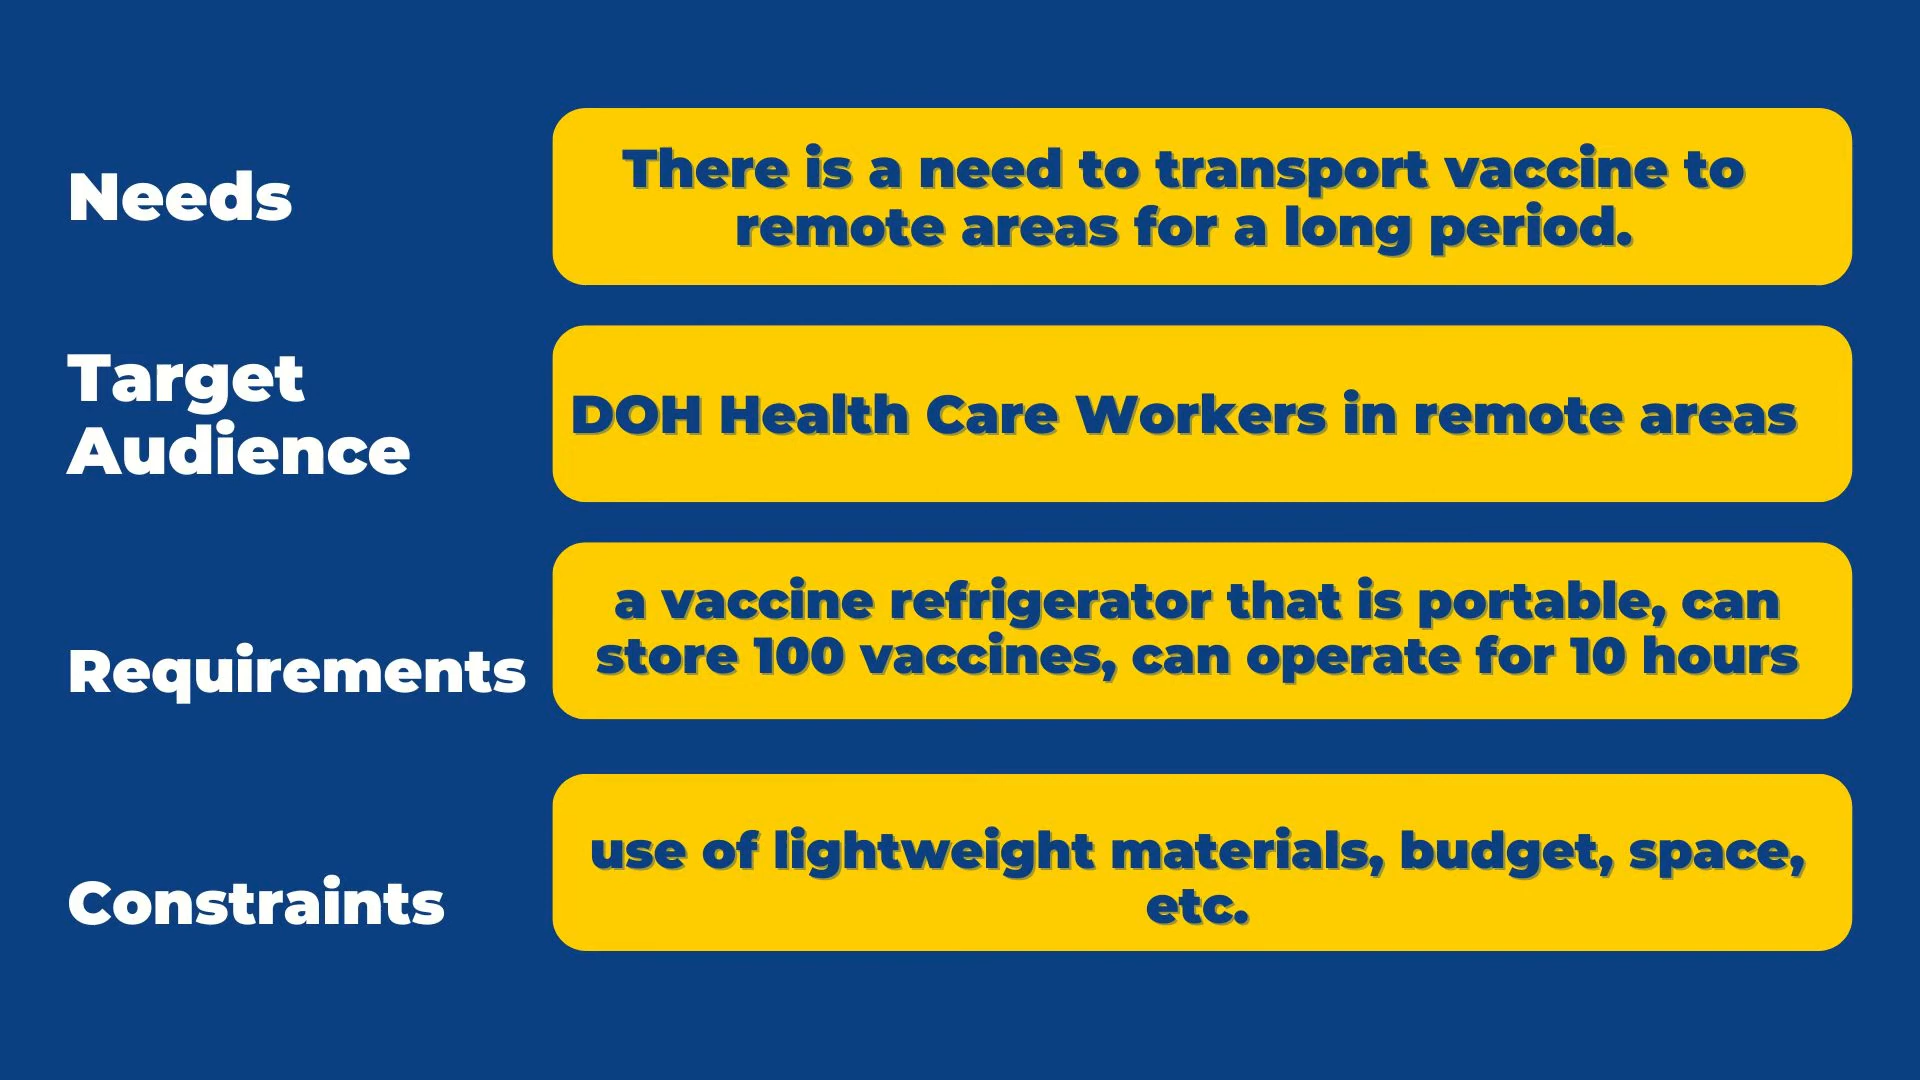 Needs
There is a need to transport vaccine to
remote areas for a long period.
Target
Audience
DOH Health Care Workers in remote areas
Requirements
a vaccine refrigerator that is portable, can
store 100 vaccines, can operate for 10 hours
Constraints
use of lightweight materials, budget, space,
etc.